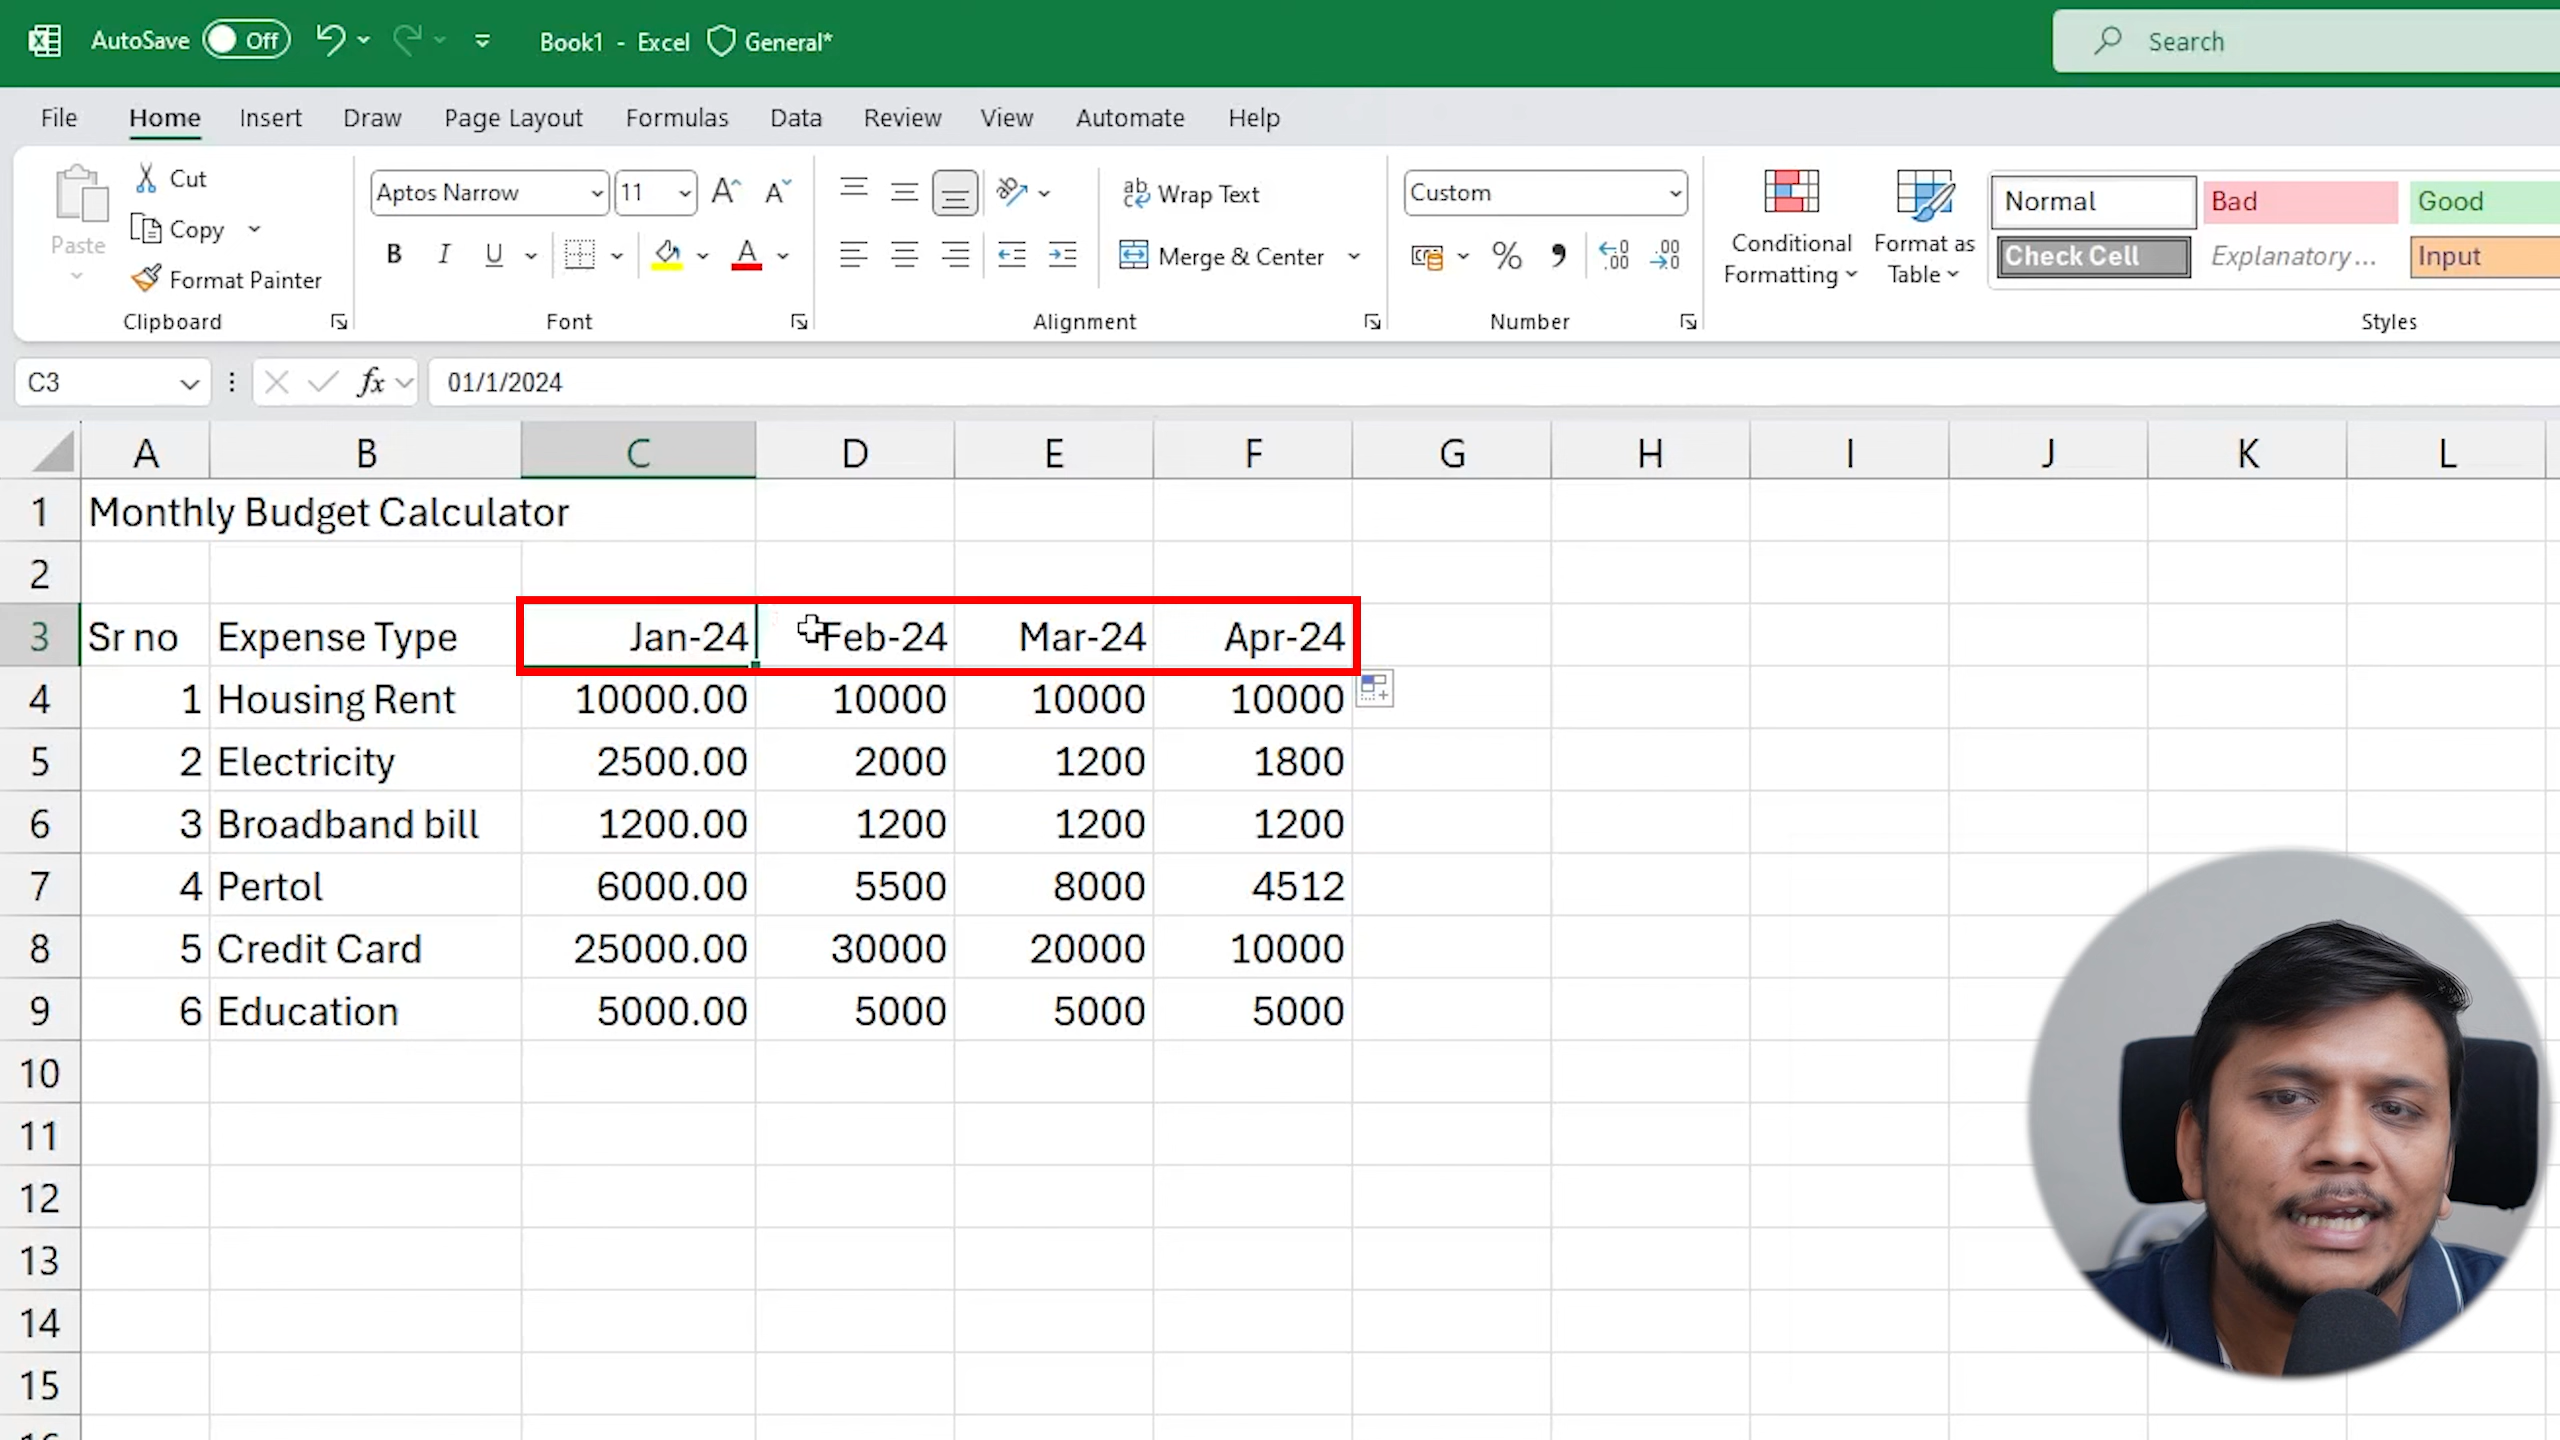 AutoSave Off Book1 - Excel General* Search
File Home Insert Draw Page Layout Formulas Data Review View Automate Help
Paste
Cut
Copy
Format Painter
Clipboard
Aptos Narrow 11
B I U
Font
Wrap Text
Merge & Center
Alignment
Custom
Number
Conditional Formatting
Format as Table
Normal Bad Good
Check Cell Explanatory ... Input
Styles
C3 fx 01/1/2024
A B C D E F G H I J K L
1 Monthly Budget Calculator
2
3 Sr no Expense Type Jan-24 Feb-24 Mar-24 Apr-24
4 1 Housing Rent 10000.00 10000 10000 10000
5 2 Electricity 2500.00 2000 1200 1800
6 3 Broadband bill 1200.00 1200 1200 1200
7 4 Pertol 6000.00 5500 8000 4512
8 5 Credit Card 25000.00 30000 20000 10000
9 6 Education 5000.00 5000 5000 5000
10
11
12
13
14
15